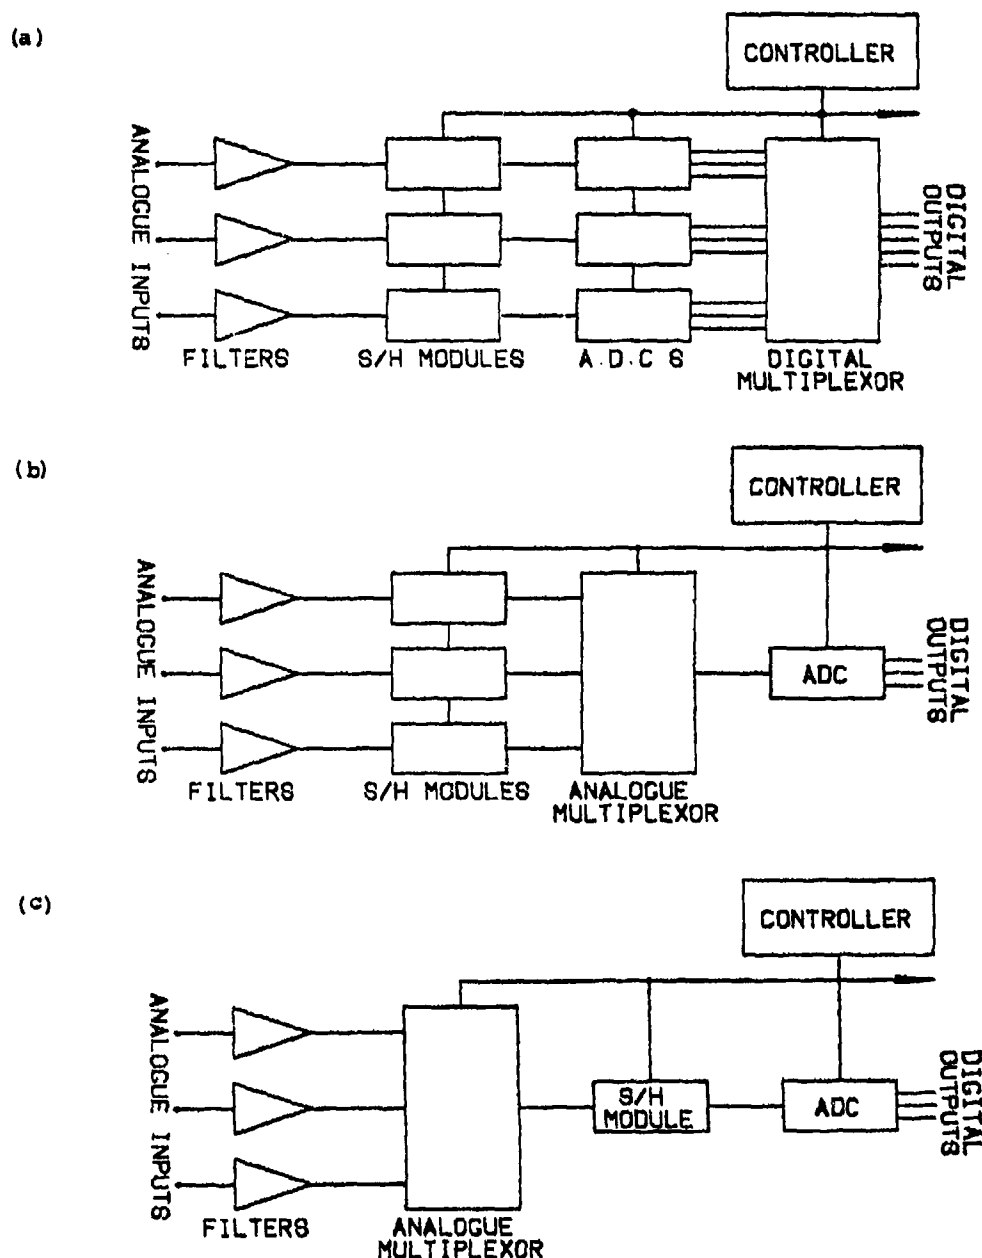 (a)
CONTROLLER
ANALOGUE INPUTS
DIGITAL
OUTPUTS
FILTERS
S/H MODULES
A.D.C S
DIGITAL
MULTIPLEXOR
(b)
CONTROLLER
ANALOGUE INPUTS
ADC
DIGITAL
OUTPUTS
FILTERS
S/H MODULES
ANALOGUE
MULTIPLEXOR
(c)
CONTROLLER
ANALOGUE INPUTS
S/H
MODULE
ADC
DIGITAL
OUTPUTS
FILTERS
ANALOGUE
MULTIPLEXOR